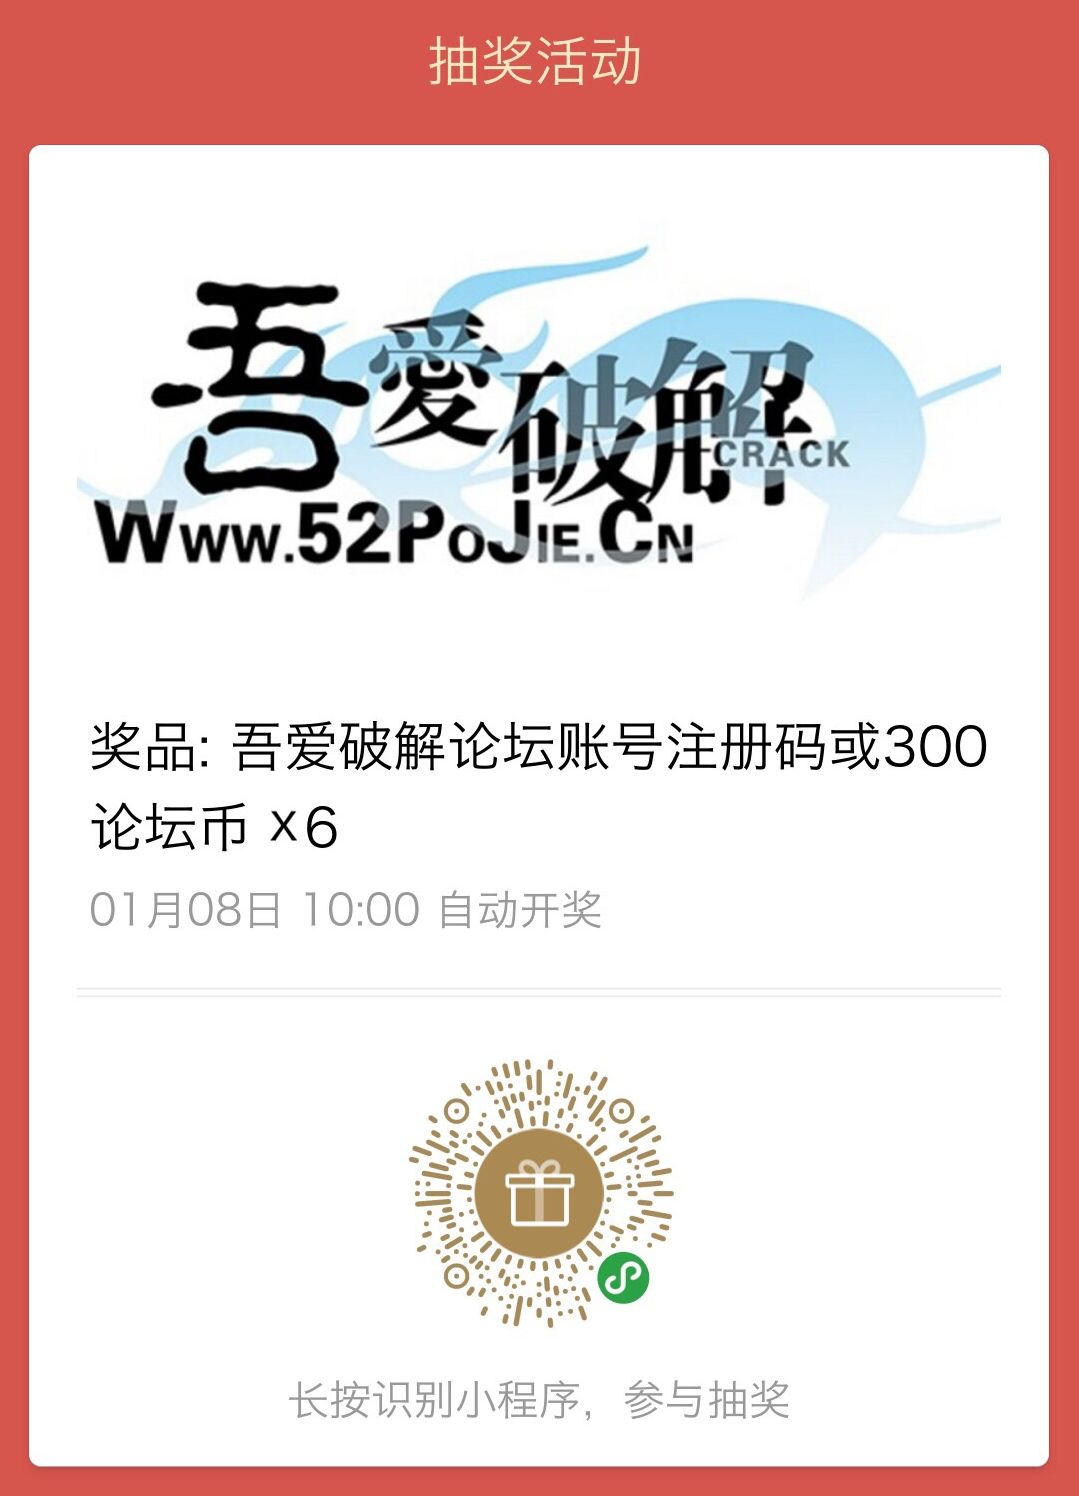 抽奖活动
吾愛破解
CRACK
WWW.52POJIE.CN
奖品: 吾爱破解论坛账号注册码或300
论坛币 x6
01月08日 10:00 自动开奖
长按识别小程序，参与抽奖